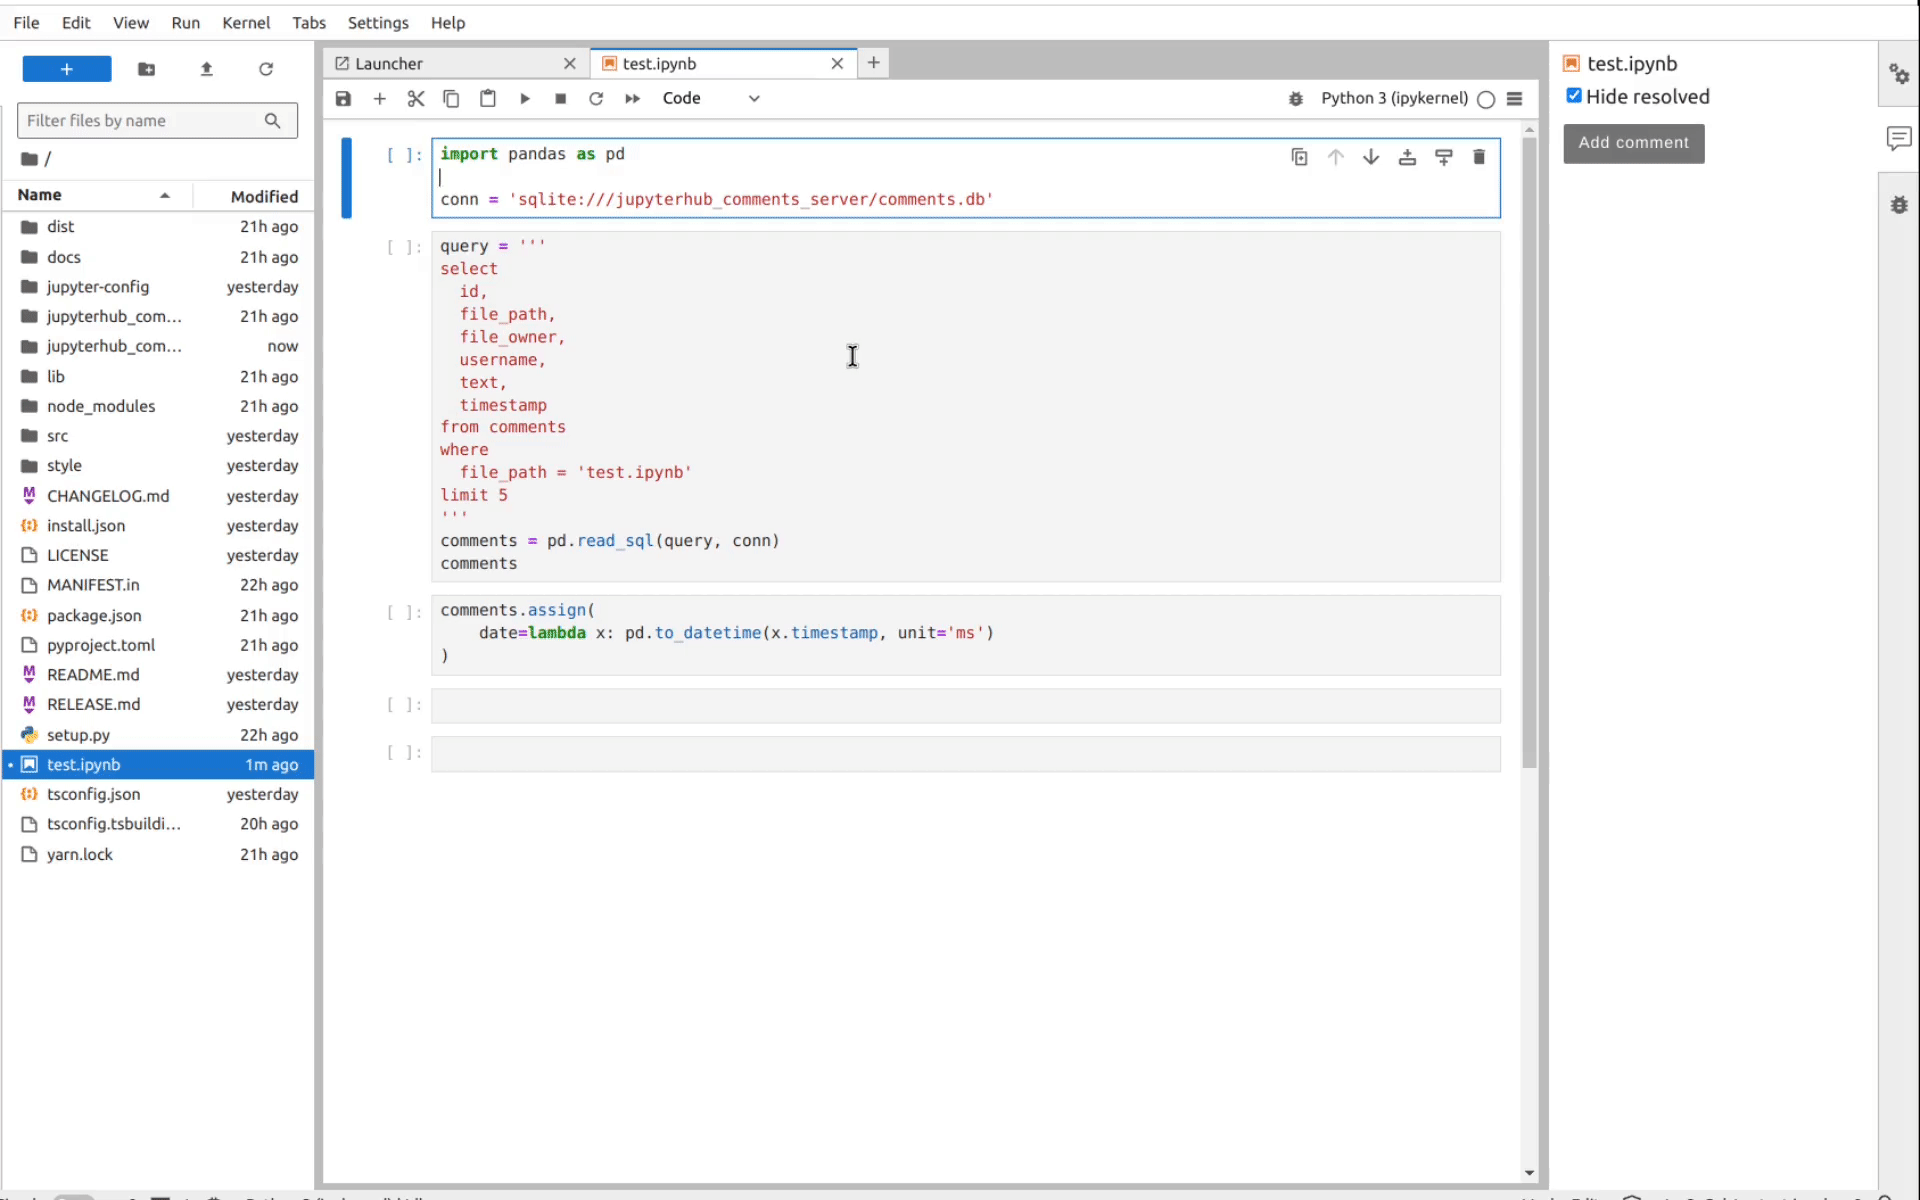 File Edit View Run Kernel Tabs Settings Help
+
Filter files by name
/
Name Modified
dist 21h ago
docs 21h ago
jupyter-config yesterday
jupyterhub_com... 21h ago
jupyterhub_com... now
lib 21h ago
node_modules 21h ago
src yesterday
style yesterday
CHANGELOG.md yesterday
install.json yesterday
LICENSE yesterday
MANIFEST.in 22h ago
package.json 21h ago
pyproject.toml 21h ago
README.md yesterday
RELEASE.md yesterday
setup.py 22h ago
test.ipynb 1m ago
tsconfig.json yesterday
tsconfig.tsbuildi... 20h ago
yarn.lock 21h ago
Launcher test.ipynb
Code Python 3 (ipykernel)
[ ]: import pandas as pd
conn = 'sqlite:///jupyterhub_comments_server/comments.db'
[ ]: query = '''
select
id,
file_path,
file_owner,
username,
text,
timestamp
from comments
where
file_path = 'test.ipynb'
limit 5
'''
comments = pd.read_sql(query, conn)
comments
[ ]: comments.assign(
date=lambda x: pd.to_datetime(x.timestamp, unit='ms')
)
[ ]:
[ ]:
test.ipynb
Hide resolved
Add comment